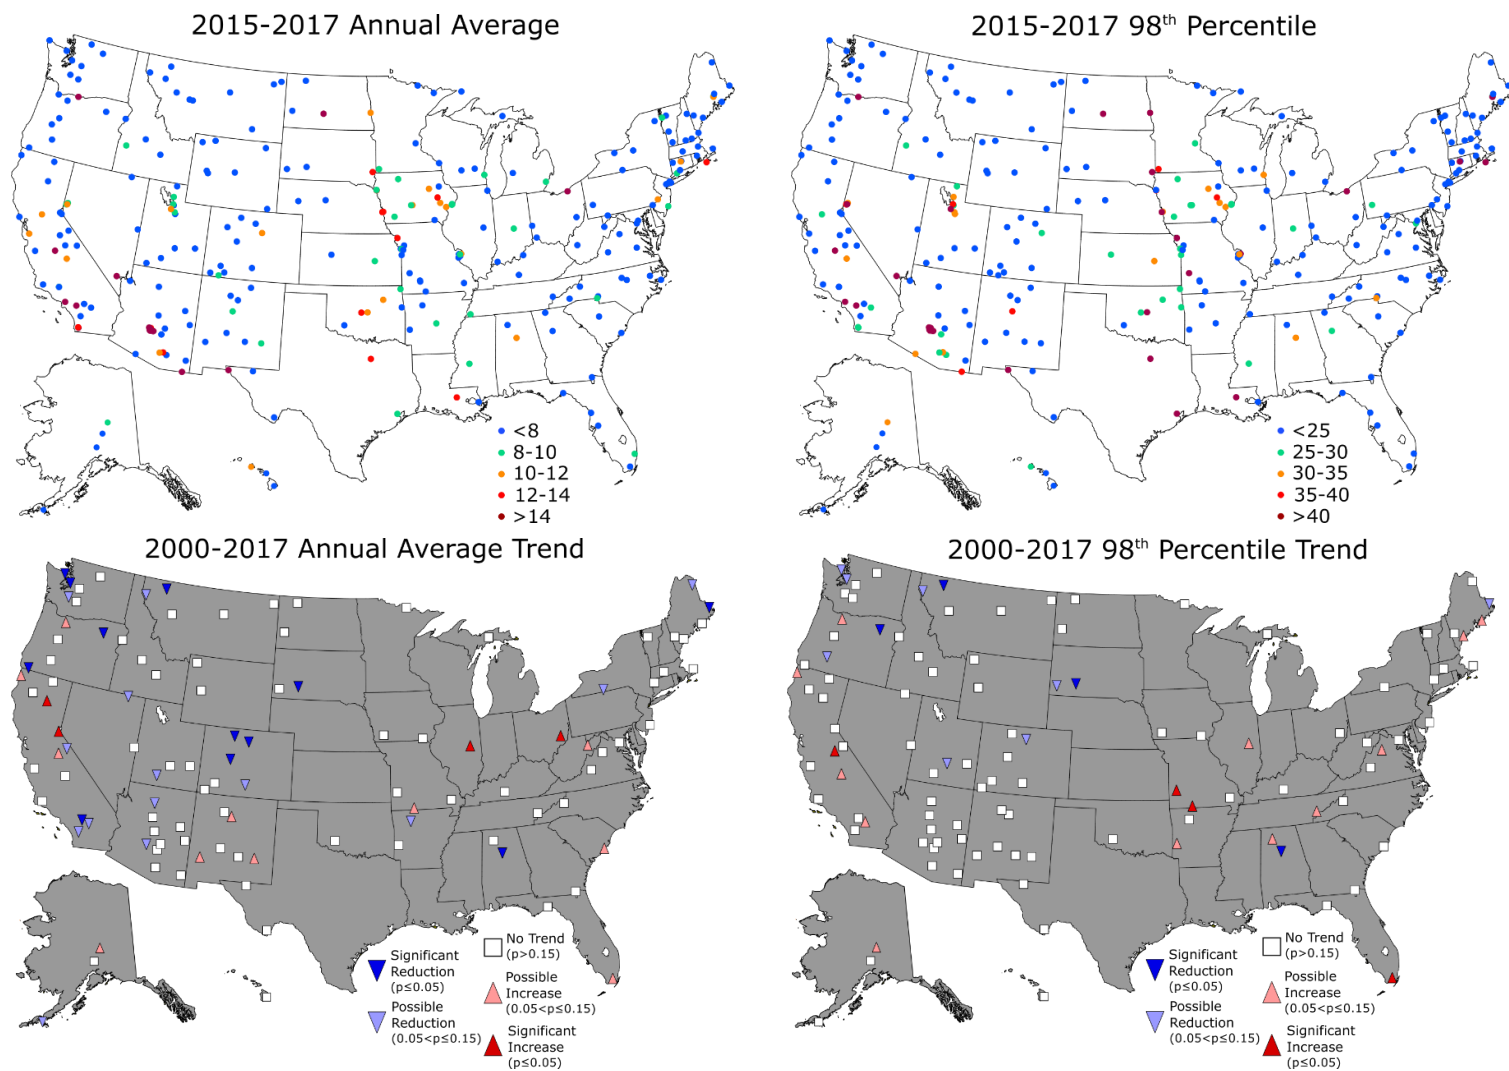 2015-2017 Annual Average
<8
8-10
10-12
12-14
>14
2015-2017 98th Percentile
<25
25-30
30-35
35-40
>40
2000-2017 Annual Average Trend
Significant
Reduction
(p≤0.05)
Possible
Reduction
(0.05<p≤0.15)
No Trend
(p>0.15)
Possible
Increase
(0.05<p≤0.15)
Significant
Increase
(p≤0.05)
2000-2017 98th Percentile Trend
Significant
Reduction
(p≤0.05)
Possible
Reduction
(0.05<p≤0.15)
No Trend
(p>0.15)
Possible
Increase
(0.05<p≤0.15)
Significant
Increase
(p≤0.05)